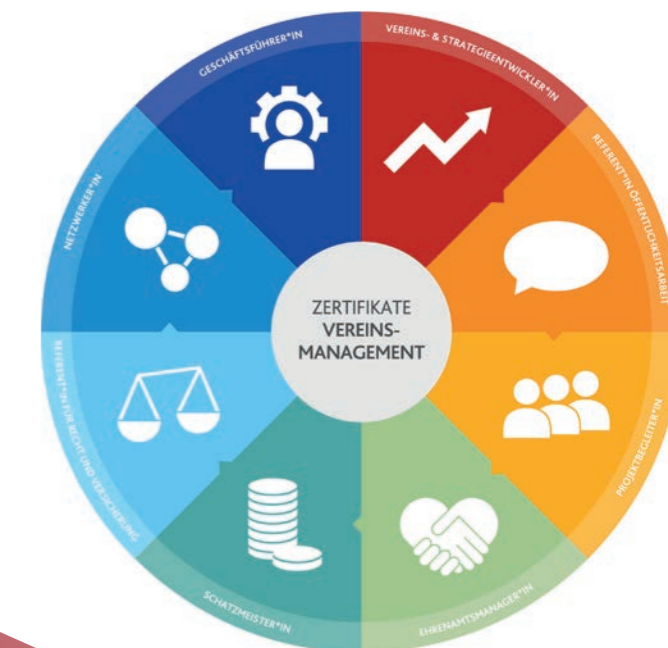 GESCHÄFTSFÜHRER*IN
VEREINS- & STRATEGIEENTWICKLER*IN
REFERENT*IN ÖFFENTLICHKEITSARBEIT
PROJEKTBEGLEITER*IN
EHRENAMTSMANAGER*IN
SCHATZMEISTER*IN
REFERENT*IN FÜR RECHT UND VERSICHERUNG
NETZWERKER*IN
ZERTIFIKATE
VEREINS-
MANAGEMENT